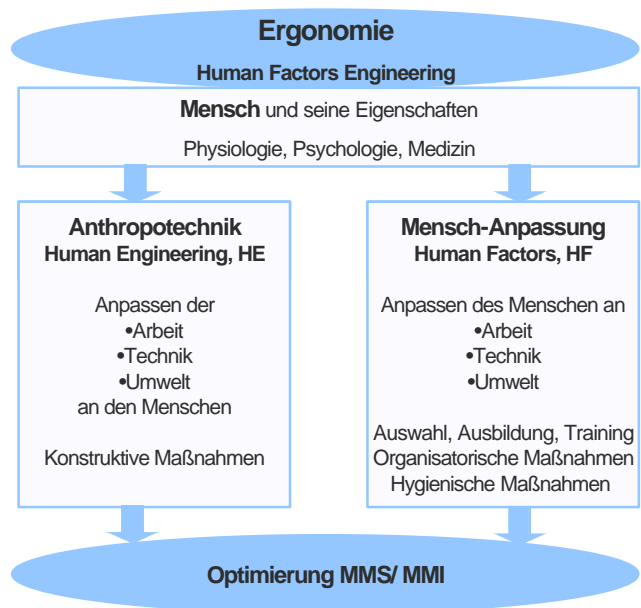 Ergonomie
Human Factors Engineering
Mensch und seine Eigenschaften
Physiologie, Psychologie, Medizin
Anthropotechnik
Human Engineering, HE
Anpassen der
•Arbeit
•Technik
•Umwelt
an den Menschen
Konstruktive Maßnahmen
Mensch-Anpassung
Human Factors, HF
Anpassen des Menschen an
•Arbeit
•Technik
•Umwelt
Auswahl, Ausbildung, Training
Organisatorische Maßnahmen
Hygienische Maßnahmen
Optimierung MMS/ MMI